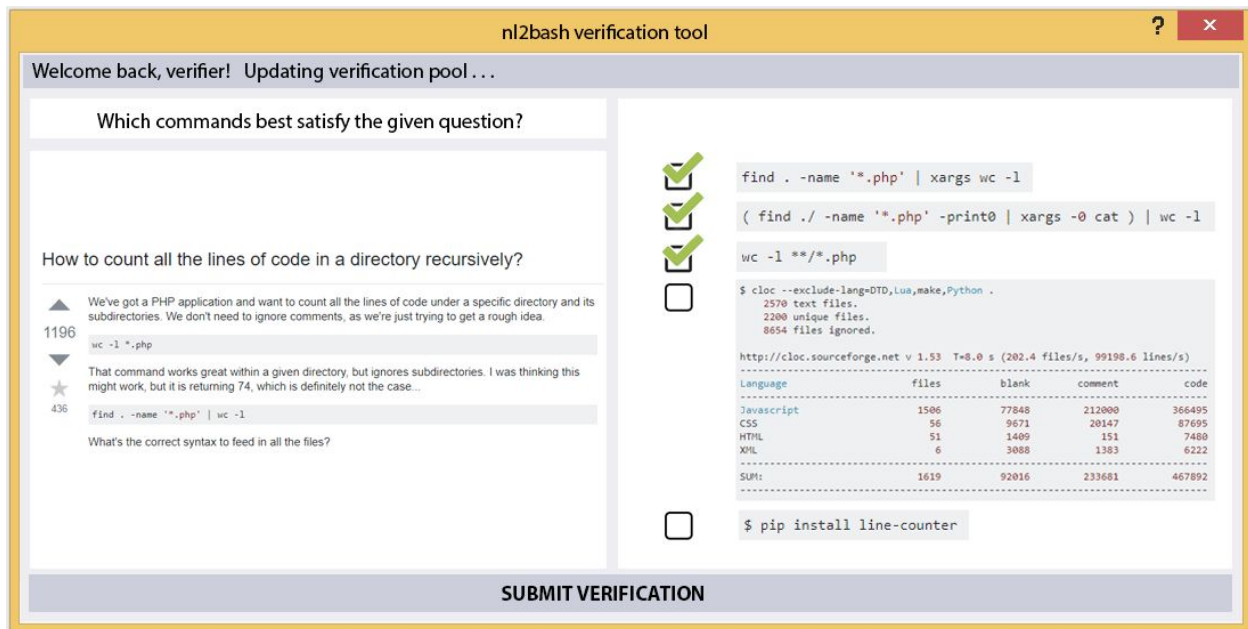 nl2bash verification tool
?
×
Welcome back, verifier! Updating verification pool . . .
Which commands best satisfy the given question?
How to count all the lines of code in a directory recursively?
1196
436
We've got a PHP application and want to count all the lines of code under a specific directory and its
subdirectories. We don't need to ignore comments, as we're just trying to get a rough idea.
wc -l *.php
That command works great within a given directory, but ignores subdirectories. I was thinking this
might work, but it is returning 74, which is definitely not the case...
find . -name '*.php' | wc -l
What's the correct syntax to feed in all the files?
find . -name '*.php' | xargs wc -l
( find ./ -name '*.php' -print0 | xargs -0 cat ) | wc -l
wc -l **/*.php
$ cloc --exclude-lang=DTD,Lua,make,Python .
2570 text files.
2200 unique files.
8654 files ignored.
http://cloc.sourceforge.net v 1.53 T=8.0 s (202.4 files/s, 99198.6 lines/s)
-------------------------------------------------------------------------------
Language files blank comment code
-------------------------------------------------------------------------------
Javascript 1506 77848 212000 366495
CSS 56 9671 20147 87695
HTML 51 1409 151 7480
XML 6 3088 1383 6222
-------------------------------------------------------------------------------
SUM: 1619 92016 233681 467892
-------------------------------------------------------------------------------
$ pip install line-counter
SUBMIT VERIFICATION